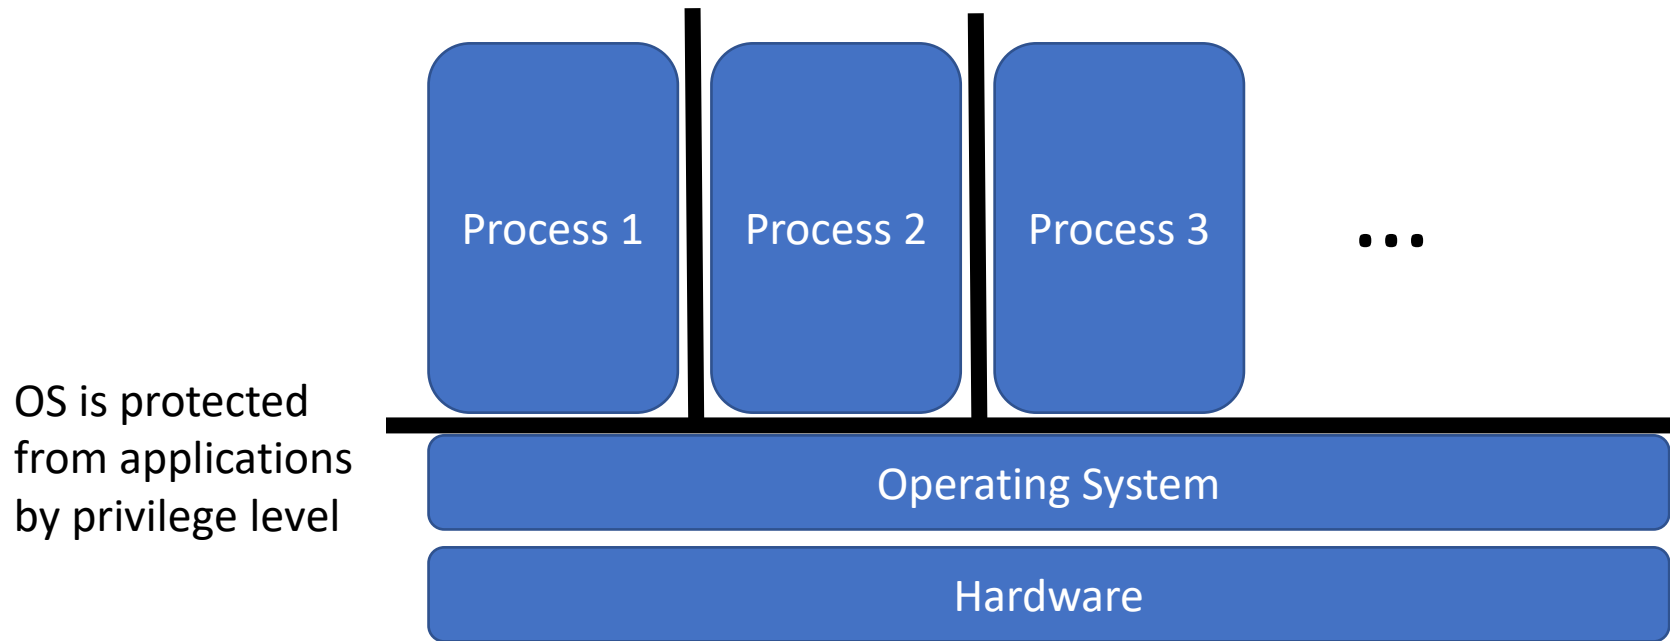 Process 1
Process 2
Process 3
...
OS is protected
from applications
by privilege level
Operating System
Hardware